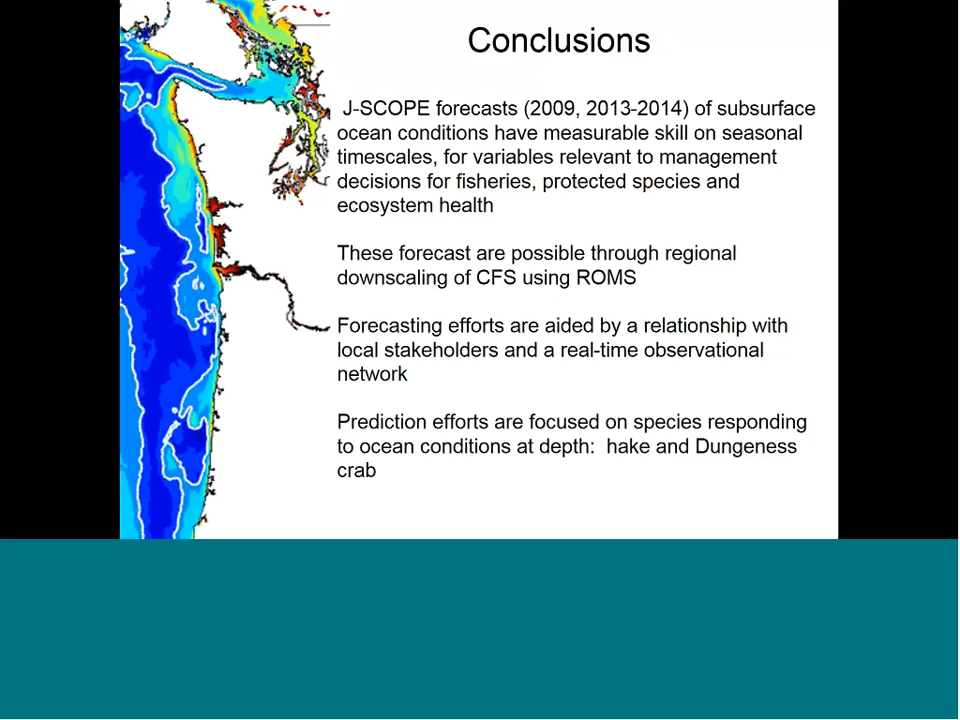 Conclusions
J-SCOPE forecasts (2009, 2013-2014) of subsurface
ocean conditions have measurable skill on seasonal
timescales, for variables relevant to management
decisions for fisheries, protected species and
ecosystem health
These forecast are possible through regional
downscaling of CFS using ROMS
Forecasting efforts are aided by a relationship with
local stakeholders and a real-time observational
network
Prediction efforts are focused on species responding
to ocean conditions at depth:  hake and Dungeness
crab